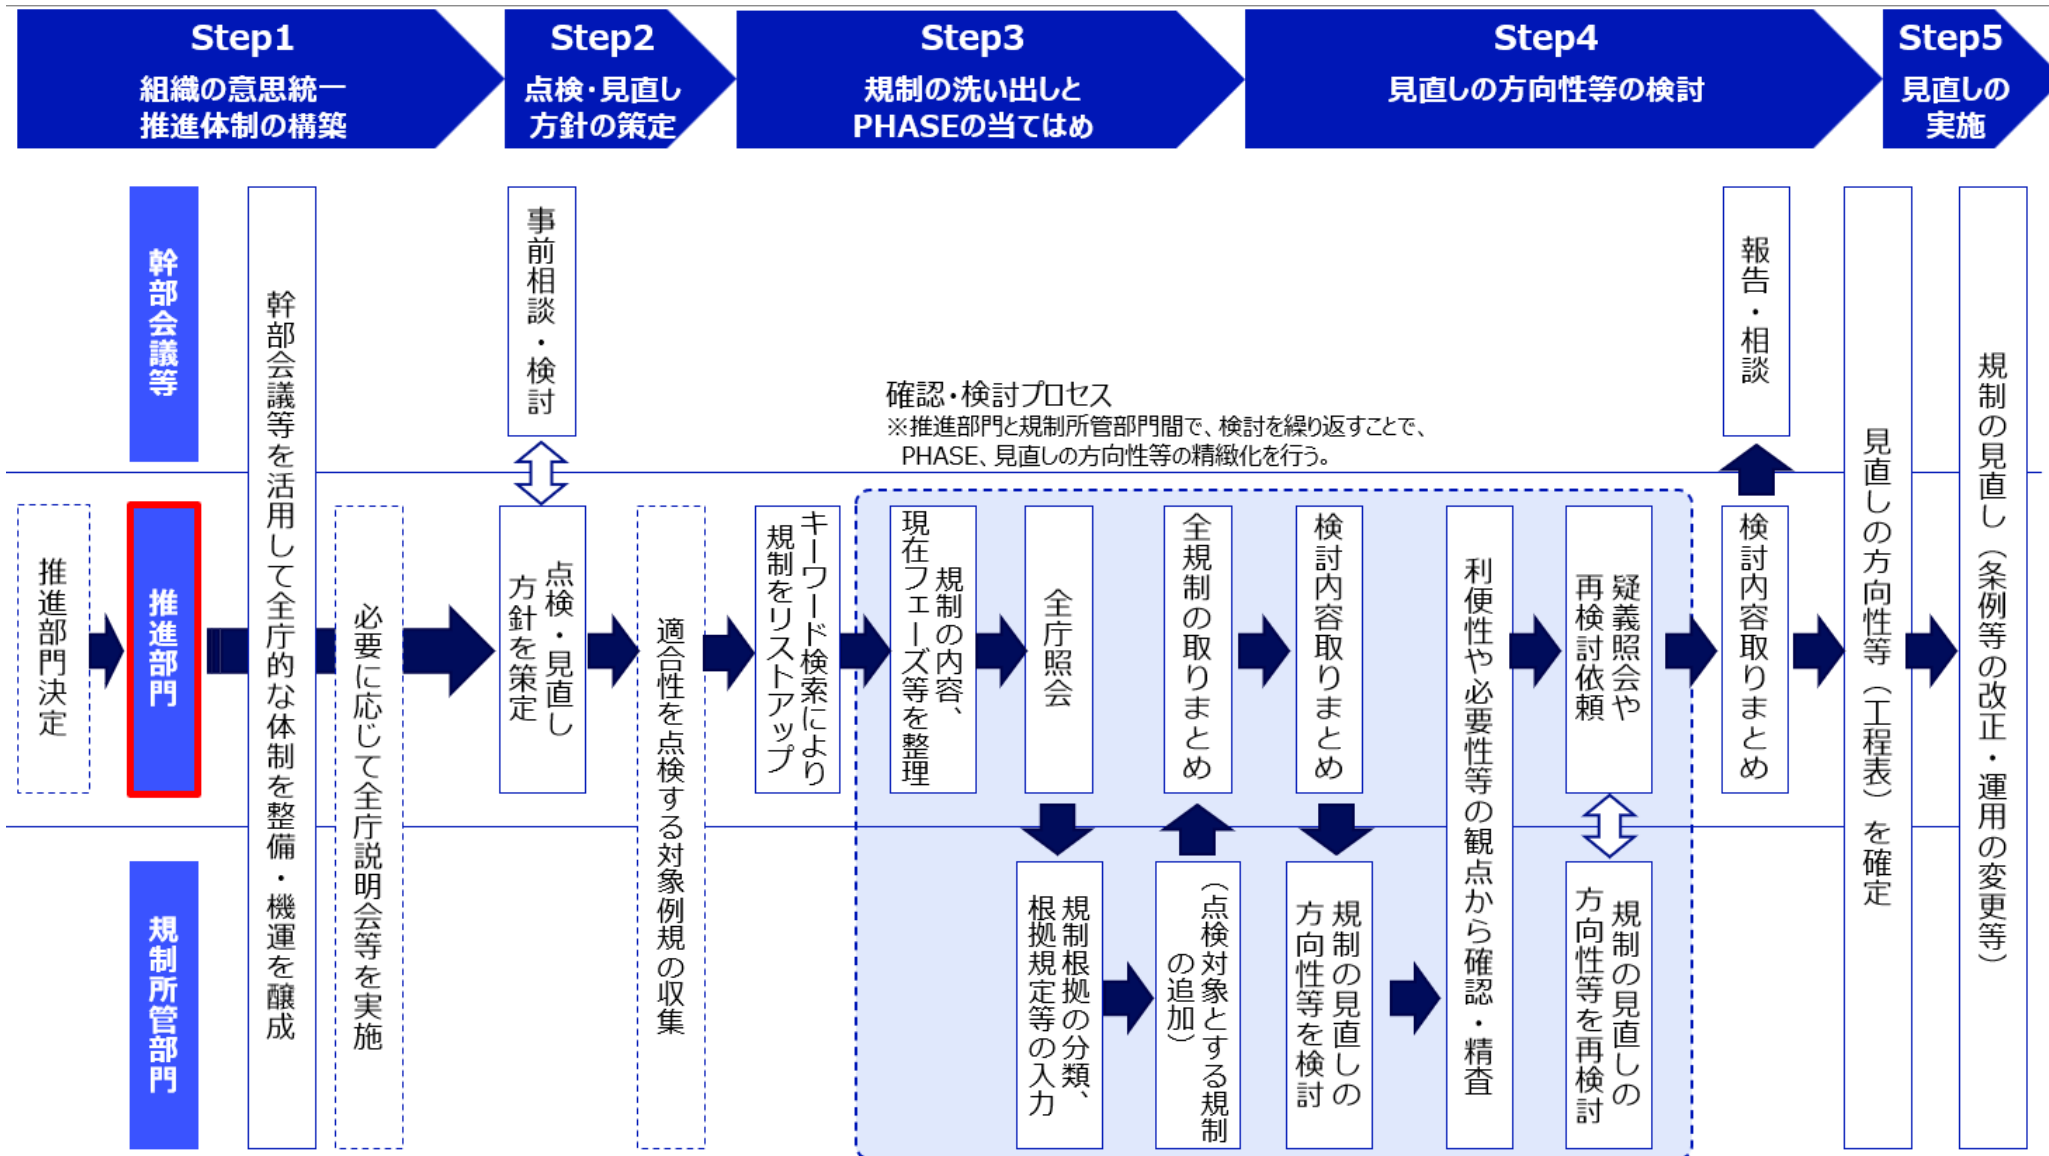 Step1
組織の意思統一
推進体制の構築
Step2
点検・見直し
方針の策定
Step3
規制の洗い出しと
PHASEの当てはめ
Step4
見直しの方向性等の検討
Step5
見直しの
実施
幹部会議等
推進部門
規制所管部門
推進部門決定
幹部会議等を活用して全庁的な体制を整備・機運を醸成
必要に応じて全庁説明会等を実施
事前相談・検討
点検・見直し
方針を策定
適合性を点検する対象例規の収集
キーワード検索により
規制をリストアップ
確認・検討プロセス
※推進部門と規制所管部門間で、検討を繰り返すことで、
PHASE、見直しの方向性等の精緻化を行う。
規制の内容、
現在フェーズ等を整理
全庁照会
規制根拠の分類、
根拠規定等の入力
（点検対象とする規制
の追加）
全規制の取りまとめ
検討内容取りまとめ
規制の見直しの
方向性等を検討
利便性や必要性等の観点から確認・精査
疑義照会や
再検討依頼
規制の見直しの
方向性等を再検討
検討内容取りまとめ
報告・相談
見直しの方向性等（工程表）を確定
規制の見直し（条例等の改正・運用の変更等）